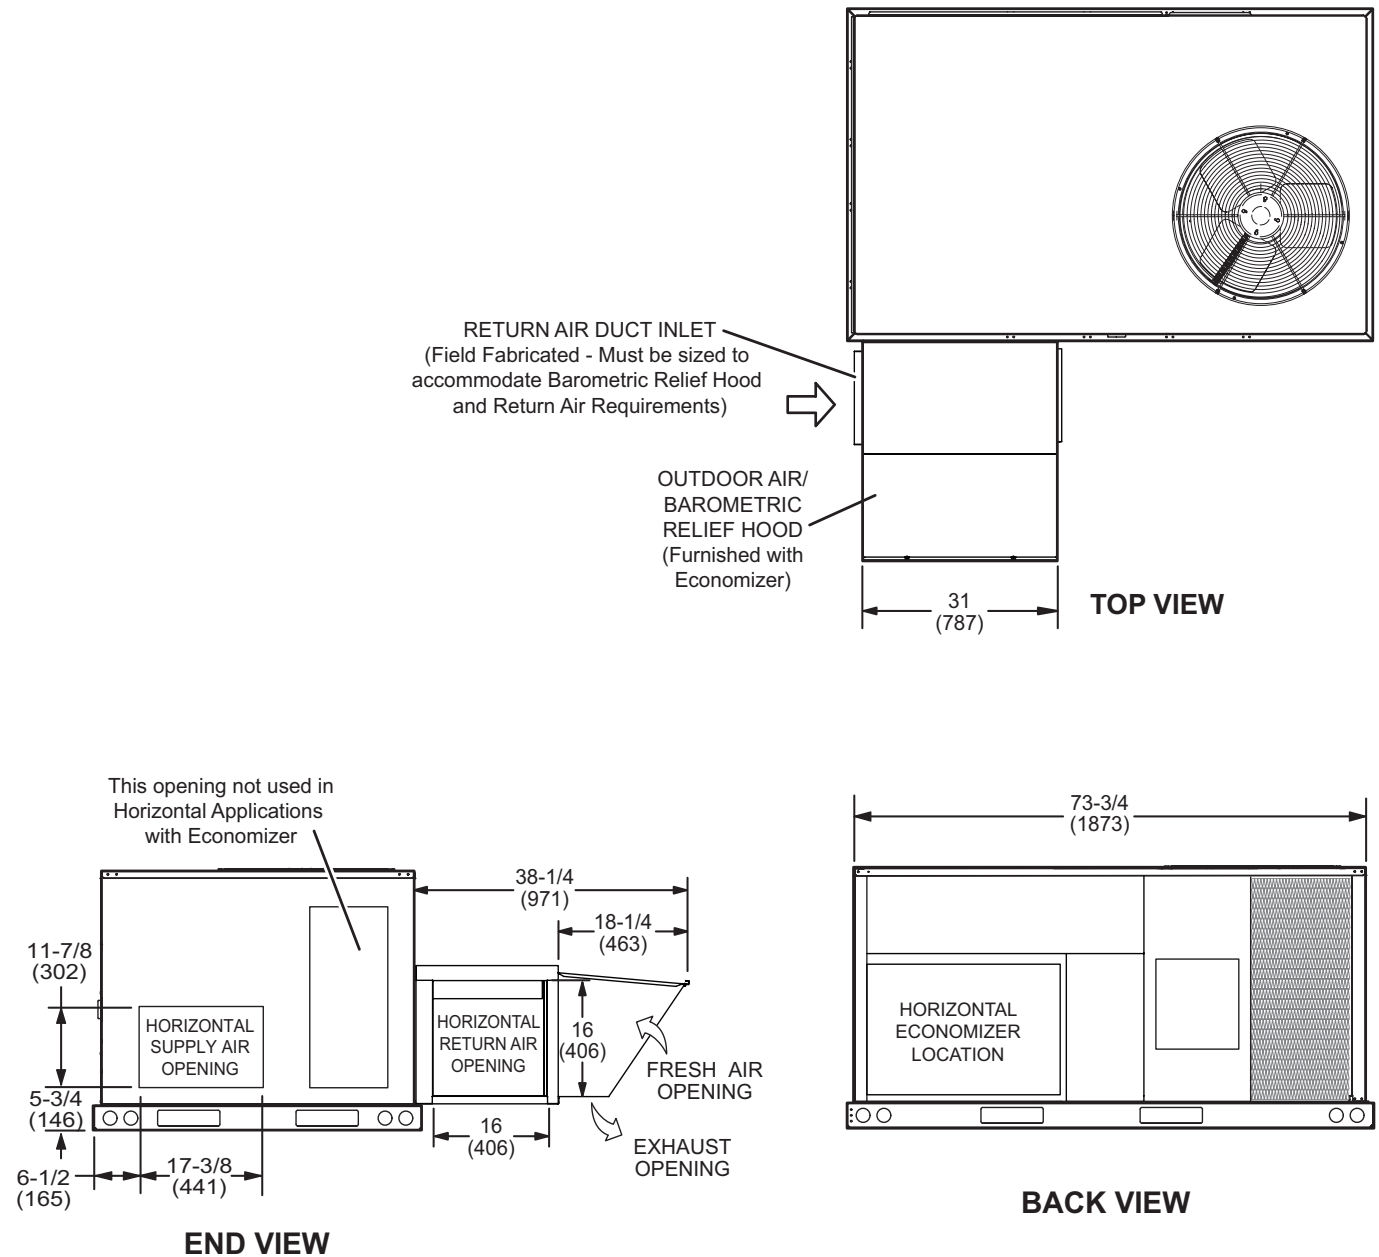 RETURN AIR DUCT INLET
(Field Fabricated - Must be sized to
accommodate Barometric Relief Hood
and Return Air Requirements)
OUTDOOR AIR/
BAROMETRIC
RELIEF HOOD
(Furnished with
Economizer)
31
(787)
TOP VIEW
This opening not used in
Horizontal Applications
with Economizer
38-1/4
(971)
18-1/4
(463)
11-7/8
(302)
HORIZONTAL
SUPPLY AIR
OPENING
HORIZONTAL
RETURN AIR
OPENING
16
(406)
FRESH AIR
OPENING
5-3/4
(146)
16
(406)
EXHAUST
OPENING
6-1/2
(165)
17-3/8
(441)
END VIEW
73-3/4
(1873)
HORIZONTAL
ECONOMIZER
LOCATION
BACK VIEW